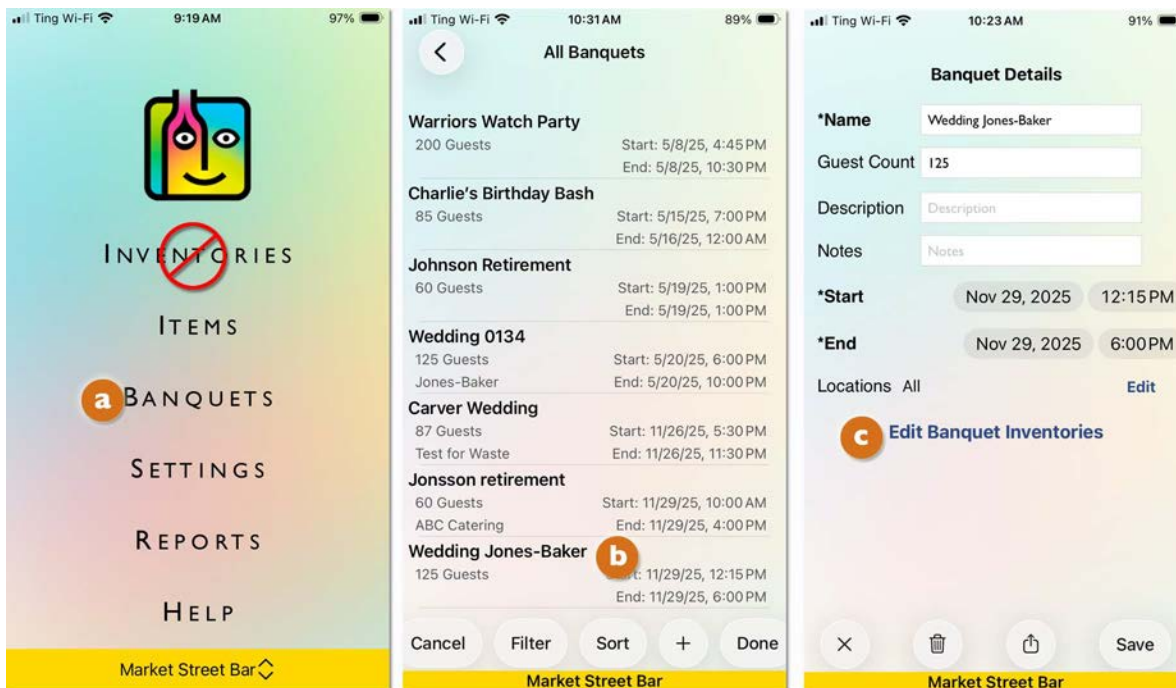 Ting Wi-Fi 9:19 AM 97%
INVENTORIES
ITEMS
a BANQUETS
SETTINGS
REPORTS
HELP
Market Street Bar
Ting Wi-Fi 10:31 AM 89%
All Banquets
Warriors Watch Party
200 Guests Start: 5/8/25, 4:45 PM
End: 5/8/25, 10:30 PM
Charlie's Birthday Bash
85 Guests Start: 5/15/25, 7:00 PM
End: 5/16/25, 12:00 AM
Johnson Retirement
60 Guests Start: 5/19/25, 1:00 PM
End: 5/19/25, 1:00 PM
Wedding 0134
125 Guests Start: 5/20/25, 6:00 PM
Jones-Baker End: 5/20/25, 10:00 PM
Carver Wedding
87 Guests Start: 11/26/25, 5:30 PM
Test for Waste End: 11/26/25, 11:30 PM
Jonsson retirement
60 Guests Start: 11/29/25, 10:00 AM
ABC Catering End: 11/29/25, 4:00 PM
Wedding Jones-Baker b
125 Guests t: 11/29/25, 12:15 PM
End: 11/29/25, 6:00 PM
Cancel Filter Sort + Done
Market Street Bar
Ting Wi-Fi 10:23 AM 91%
Banquet Details
*Name Wedding Jones-Baker
Guest Count 125
Description Description
Notes Notes
*Start Nov 29, 2025 12:15 PM
*End Nov 29, 2025 6:00 PM
Locations All Edit
c Edit Banquet Inventories
Save
Market Street Bar